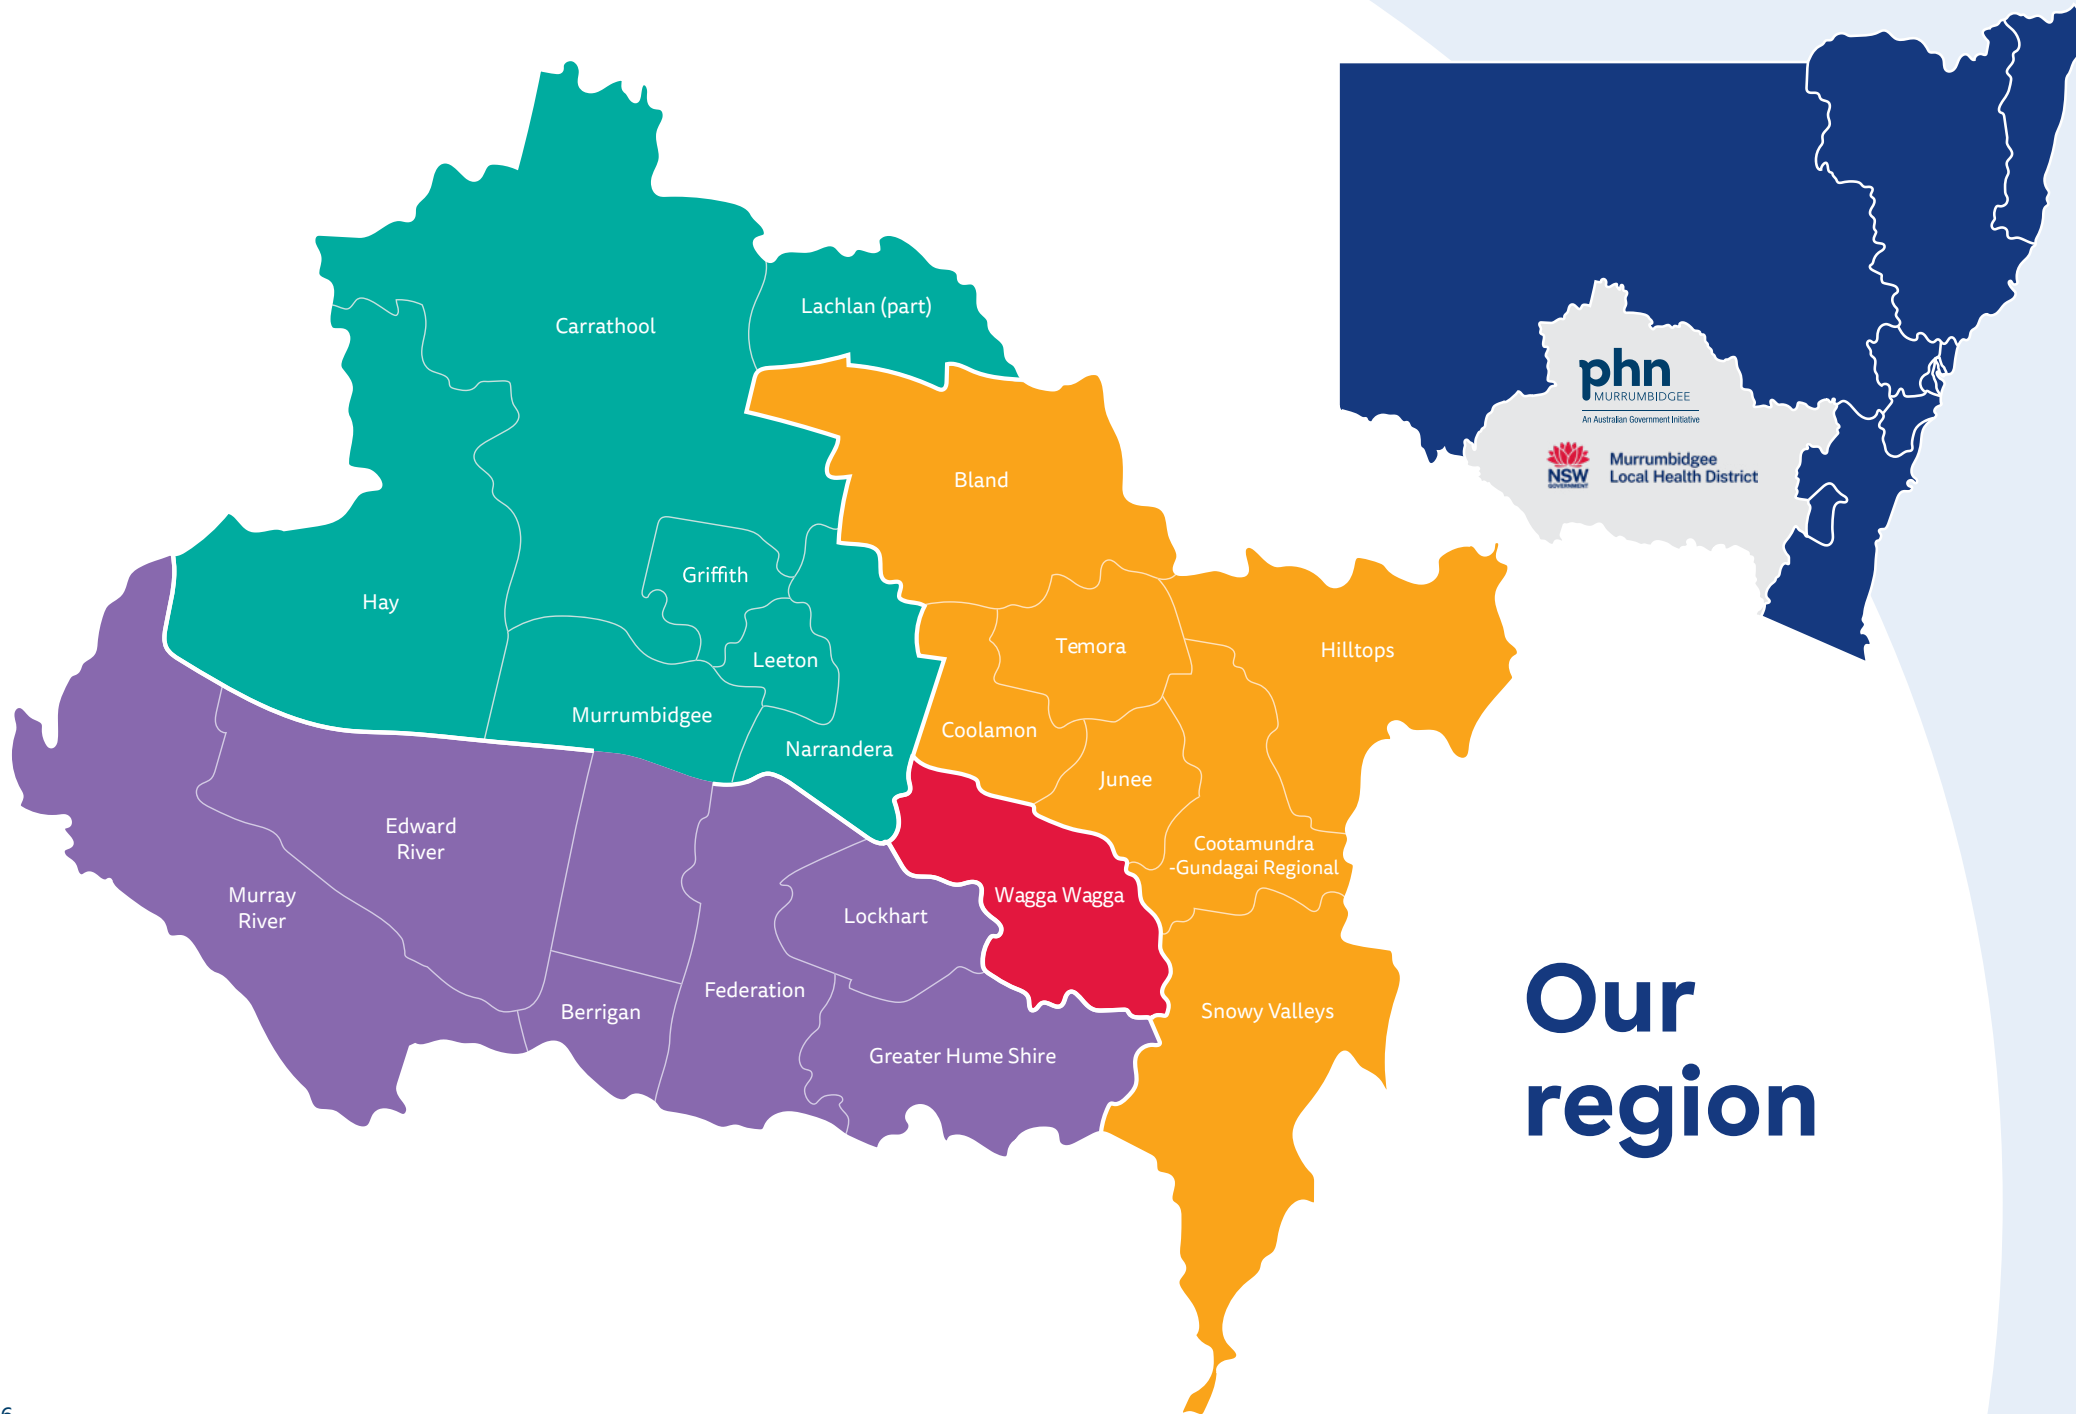 Carrathool
Lachlan (part)
Bland
Griffith
Hay
Leeton
Temora
Hilltops
Murrumbidgee
Narrandera
Coolamon
Junee
Edward
River
Cootamundra
-Gundagai Regional
Murray
River
Lockhart
Wagga Wagga
Federation
Berrigan
Snowy Valleys
Greater Hume Shire
phn
MURRUMBIDGEE
An Australian Government Initiative
NSW
GOVERNMENT
Murrumbidgee
Local Health District
Our
region
6